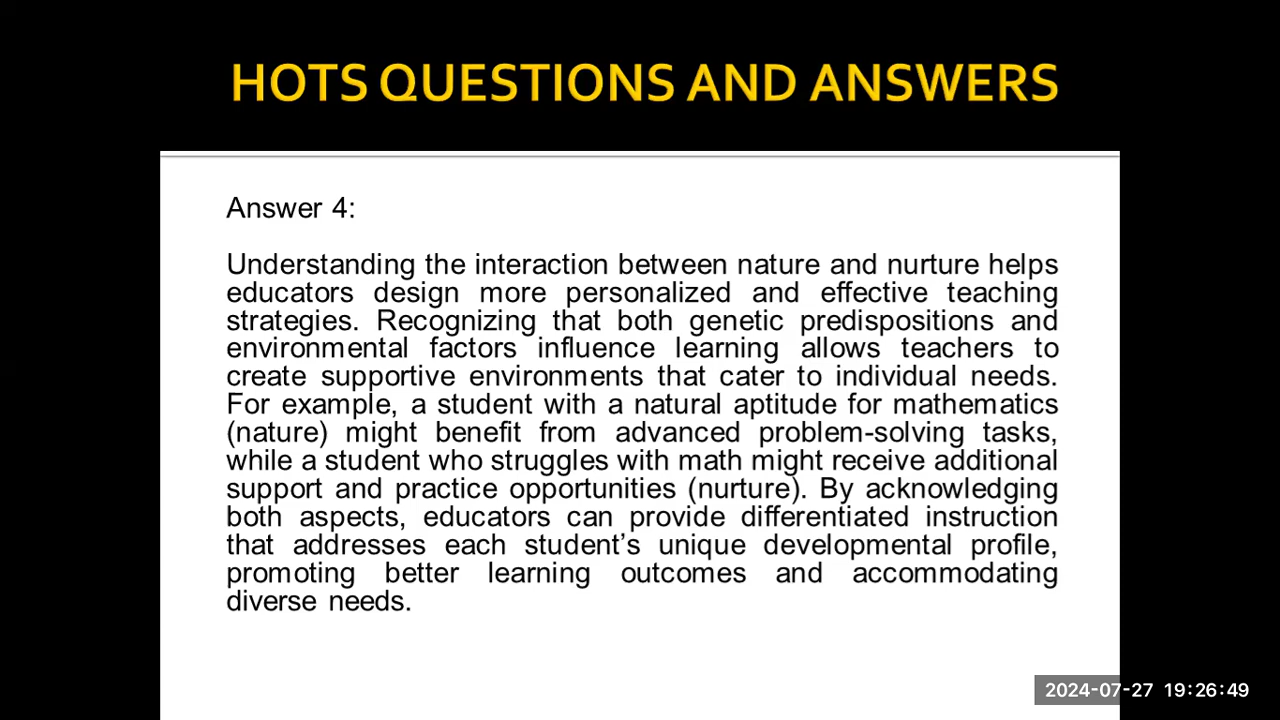 HOTS QUESTIONS AND ANSWERS
Answer 4:
Understanding the interaction between nature and nurture helps
educators design more personalized and effective teaching
strategies. Recognizing that both genetic predispositions and
environmental factors influence learning allows teachers to
create supportive environments that cater to individual needs.
For example, a student with a natural aptitude for mathematics
(nature) might benefit from advanced problem-solving tasks,
while a student who struggles with math might receive additional
support and practice opportunities (nurture). By acknowledging
both aspects, educators can provide differentiated instruction
that addresses each student’s unique developmental profile,
promoting better learning outcomes and accommodating
diverse needs.
2024-07-27 19:26:49